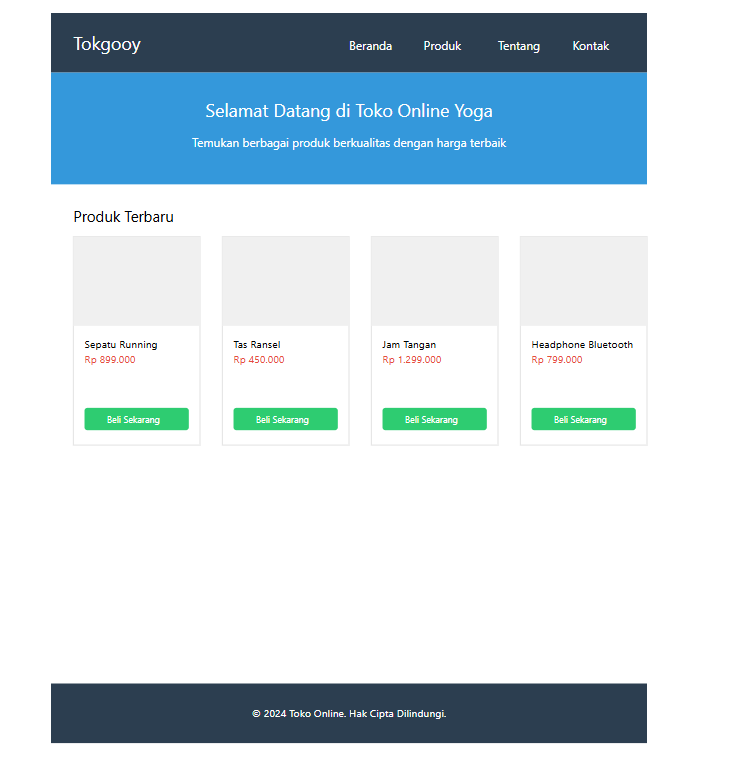 Tokgooy
Beranda Produk Tentang Kontak
Selamat Datang di Toko Online Yoga
Temukan berbagai produk berkualitas dengan harga terbaik
Produk Terbaru
Sepatu Running
Rp 899.000
Beli Sekarang
Tas Ransel
Rp 450.000
Beli Sekarang
Jam Tangan
Rp 1.299.000
Beli Sekarang
Headphone Bluetooth
Rp 799.000
Beli Sekarang
© 2024 Toko Online. Hak Cipta Dilindungi.